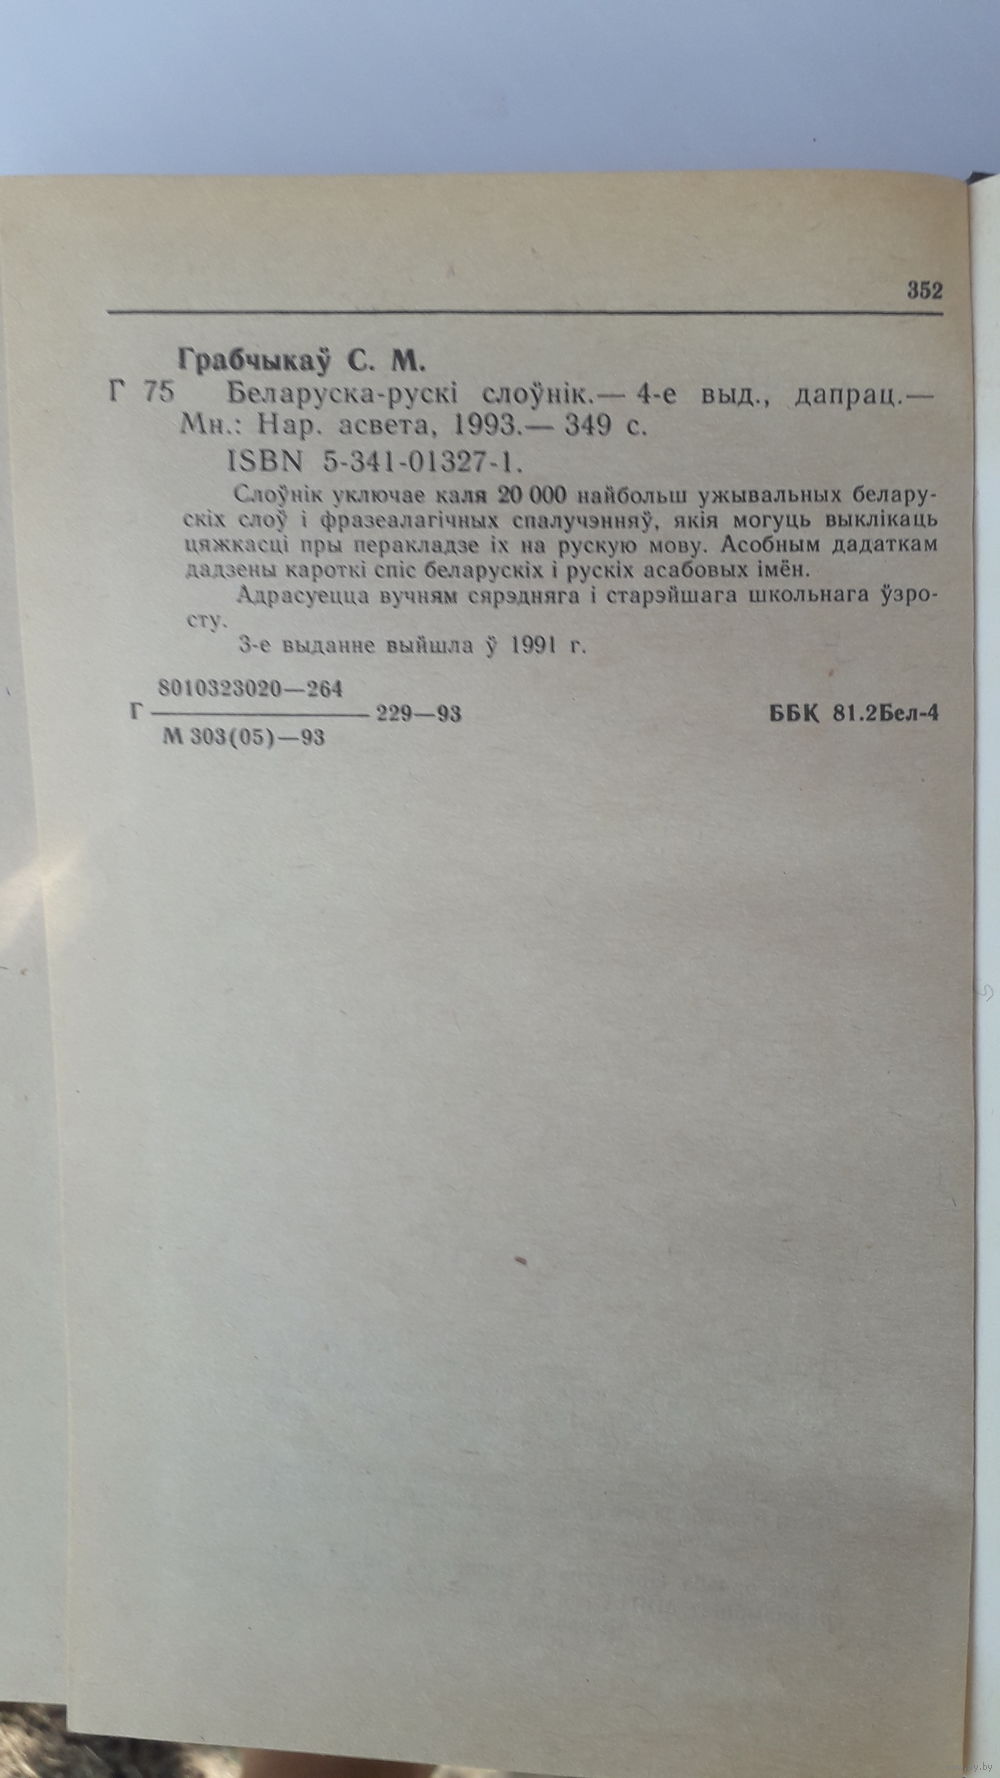 352
Грабчыкаў С. М.
Г 75 Беларуска-рускі слоўнік.— 4-е выд., дапрац.—
Мн.: Нар. асвета, 1993.— 349 с.
ISBN 5-341-01327-1.
Слоўнік уключае каля 20 000 найбольш ужывальных белару-
скіх слоў і фразеалагічных спалучэнняў, якія могуць выклікаць
цяжкасці пры перакладзе іх на рускую мову. Асобным дадаткам
дадзены кароткі спіс беларускіх і рускіх асабовых імён.
Адрасуецца вучням сярэдняга і старэйшага школьнага ўзро-
сту.
3-е выданне выйшла ў 1991 г.
8010323020—264
Г 229—93 ББК 81.2Бел-4
М 303(05)—93